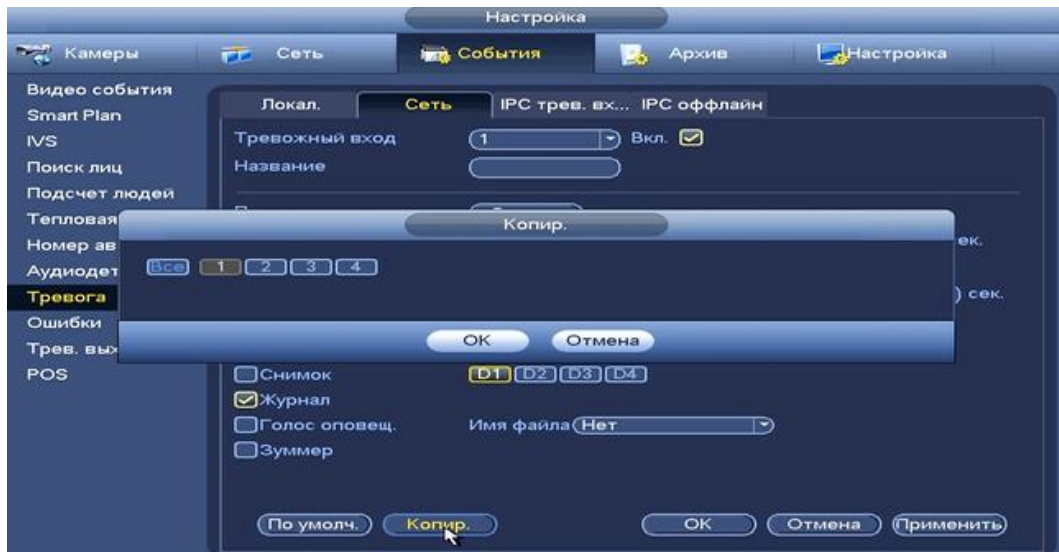 Настройка
Камеры Сеть События Архив Настройка
Видео события
Smart Plan
IVS
Поиск лиц
Подсчет людей
Тепловая
Номер ав
Аудиодет
Тревога
Ошибки
Трев. вых
POS
Локал. Сеть IPC трев. вх... IPC оффлайн
Тревожный вход 1 Вкл.
Название
Копир.
ек.
Все 1 2 3 4
) сек.
OK Отмена
Снимок D1 D2 D3 D4
Журнал
Голос оповещ. Имя файла Нет
Зуммер
По умолч. Копир. OK Отмена Применить